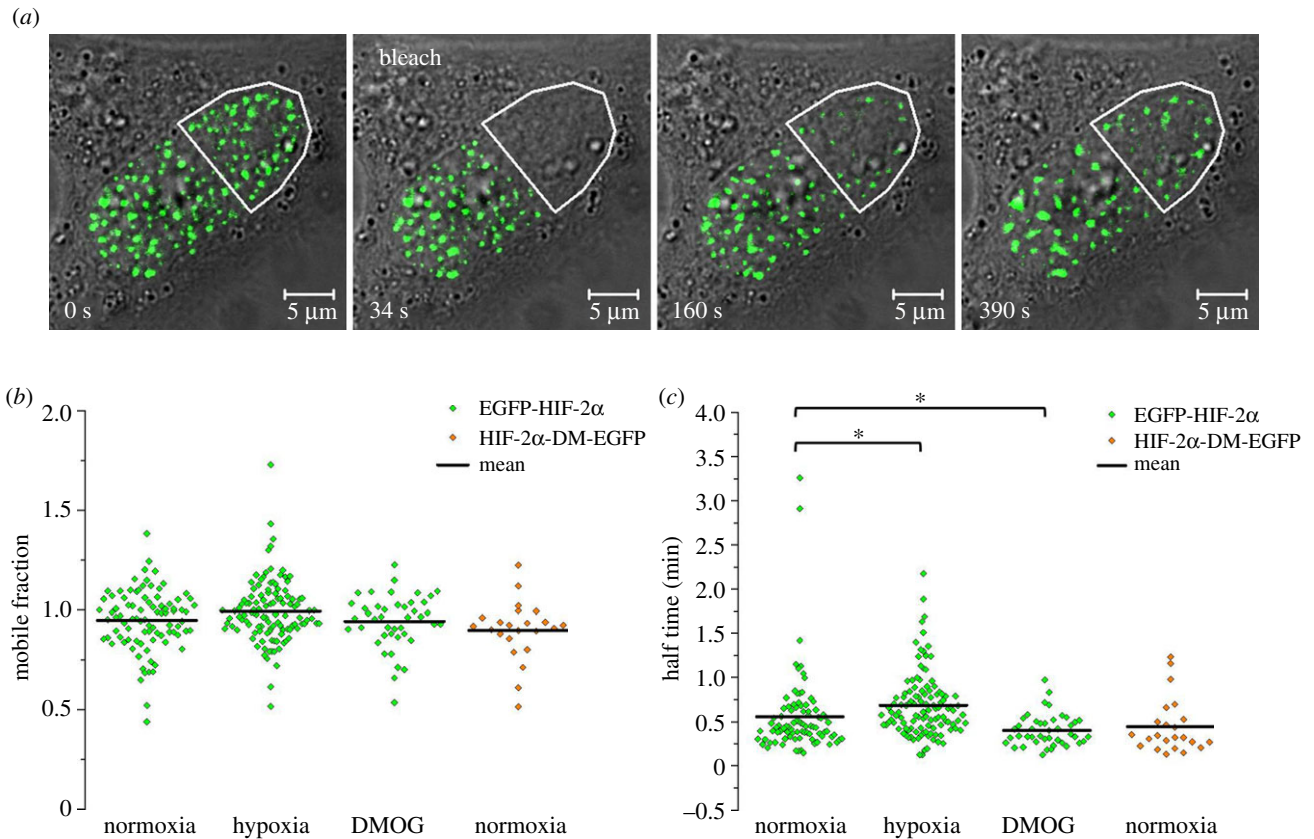 (a)
bleach
0 s
5 µm
34 s
5 µm
160 s
5 µm
390 s
5 µm
(b)
2.0
1.5
1.0
0.5
0
mobile fraction
EGFP-HIF-2α
HIF-2α-DM-EGFP
mean
normoxia
hypoxia
DMOG
normoxia
(c)
4.0
3.5
3.0
2.5
2.0
1.5
1.0
0.5
0
–0.5
half time (min)
*
*
EGFP-HIF-2α
HIF-2α-DM-EGFP
mean
normoxia
hypoxia
DMOG
normoxia